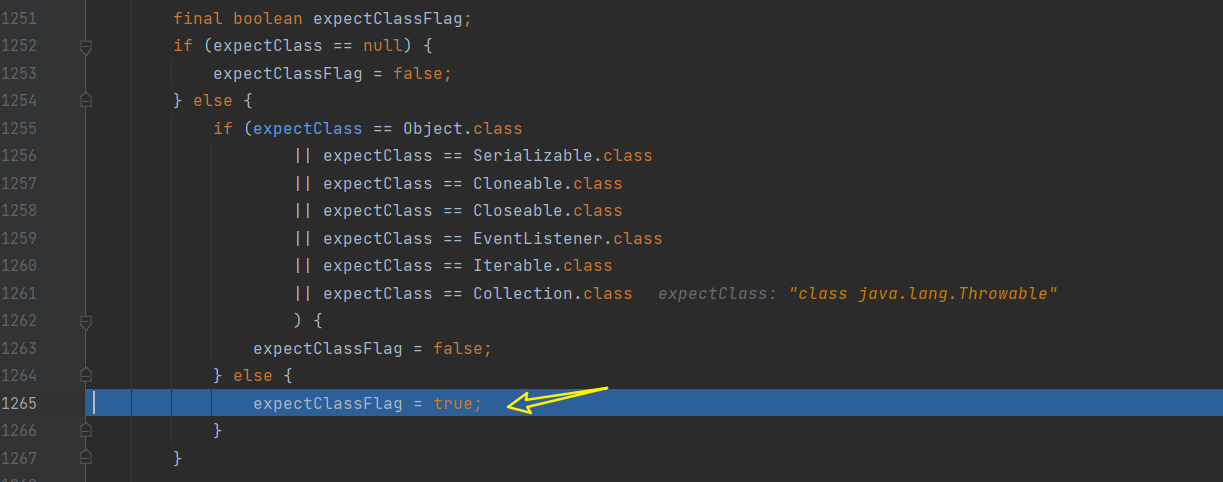 1251 final boolean expectClassFlag;
1252 if (expectClass == null) {
1253 expectClassFlag = false;
1254 } else {
1255 if (expectClass == Object.class
1256 || expectClass == Serializable.class
1257 || expectClass == Cloneable.class
1258 || expectClass == Closeable.class
1259 || expectClass == EventListener.class
1260 || expectClass == Iterable.class
1261 || expectClass == Collection.class expectClass: "class java.lang.Throwable"
1262 ) {
1263 expectClassFlag = false;
1264 } else {
1265 expectClassFlag = true;
1266 }
1267 }